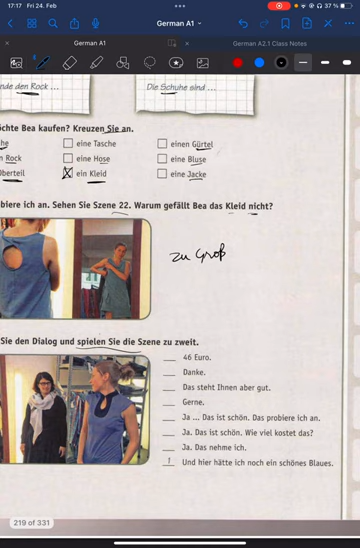 17:17 Fri 24. Feb
37 %
German A1
German A1
German A2.1 Class Notes
nde den Rock ...
Die Schuhe sind ...
öchte Bea kaufen? Kreuzen Sie an.
he
eine Tasche
einen Gürtel
n Rock
eine Hose
eine Bluse
Oberteil
ein Kleid
eine Jacke
biere ich an. Sehen Sie Szene 22. Warum gefällt Bea das Kleid nicht?
zu Groß
Sie den Dialog und spielen Sie die Szene zu zweit.
46 Euro.
Danke.
Das steht Ihnen aber gut.
Gerne.
Ja ... Das ist schön. Das probiere ich an.
Ja. Das ist schön. Wie viel kostet das?
Ja. Das nehme ich.
1 Und hier hätte ich noch ein schönes Blaues.
219 of 331